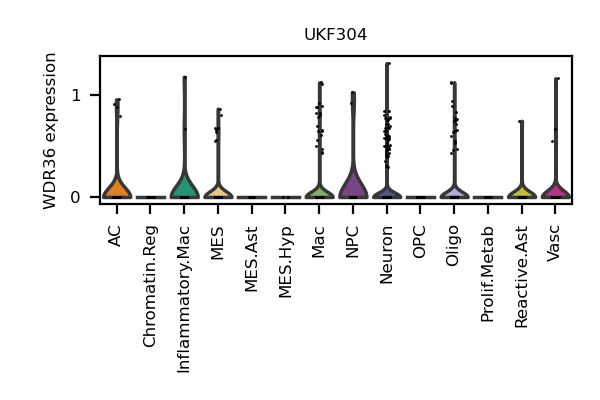 UKF304
WDR36 expression
1
0
AC
Chromatin.Reg
Inflammatory.Mac
MES
MES.Ast
MES.Hyp
Mac
NPC
Neuron
OPC
Oligo
Prolif.Metab
Reactive.Ast
Vasc